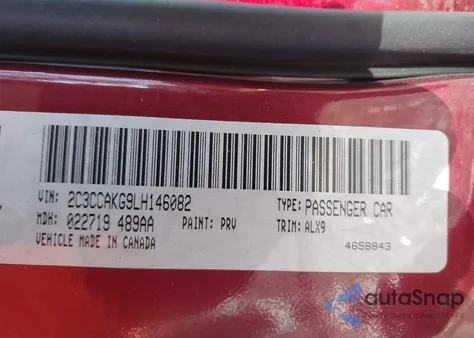 VIN: 2C3CCAKG9LH146082
TYPE: PASSENGER CAR
MDH: 022719 489AA
PAINT: PRV
TRIM: ALX9
VEHICLE MADE IN CANADA
4658843
autoSnap